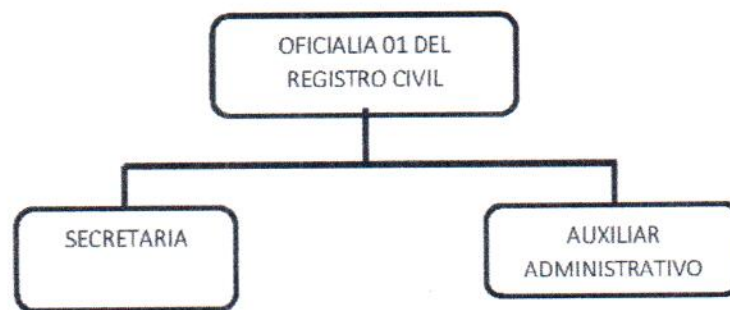 OFICIALIA 01 DEL
REGISTRO CIVIL
SECRETARIA
AUXILIAR
ADMINISTRATIVO